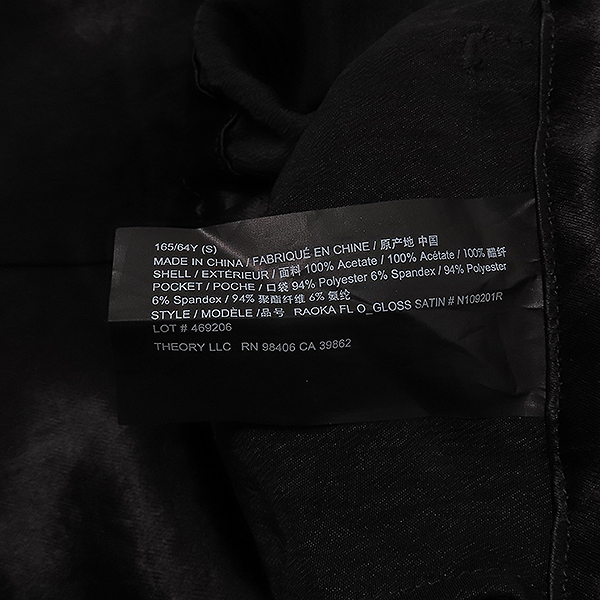 165/64Y (S)
MADE IN CHINA / FABRIQUÉ EN CHINE / 原产地 中国
SHELL / EXTÉRIEUR / 面料 100% Acetate / 100% Acétate / 100% 醋纤
POCKET / POCHE / 口袋 94% Polyester 6% Spandex / 94% Polyester
6% Spandex / 94% 聚酯纤维 6% 氨纶
STYLE / MODÈLE /品号 RAOKA FL O_GLOSS SATIN # N109201R
LOT # 469206
THEORY LLC RN 98406 CA 39862